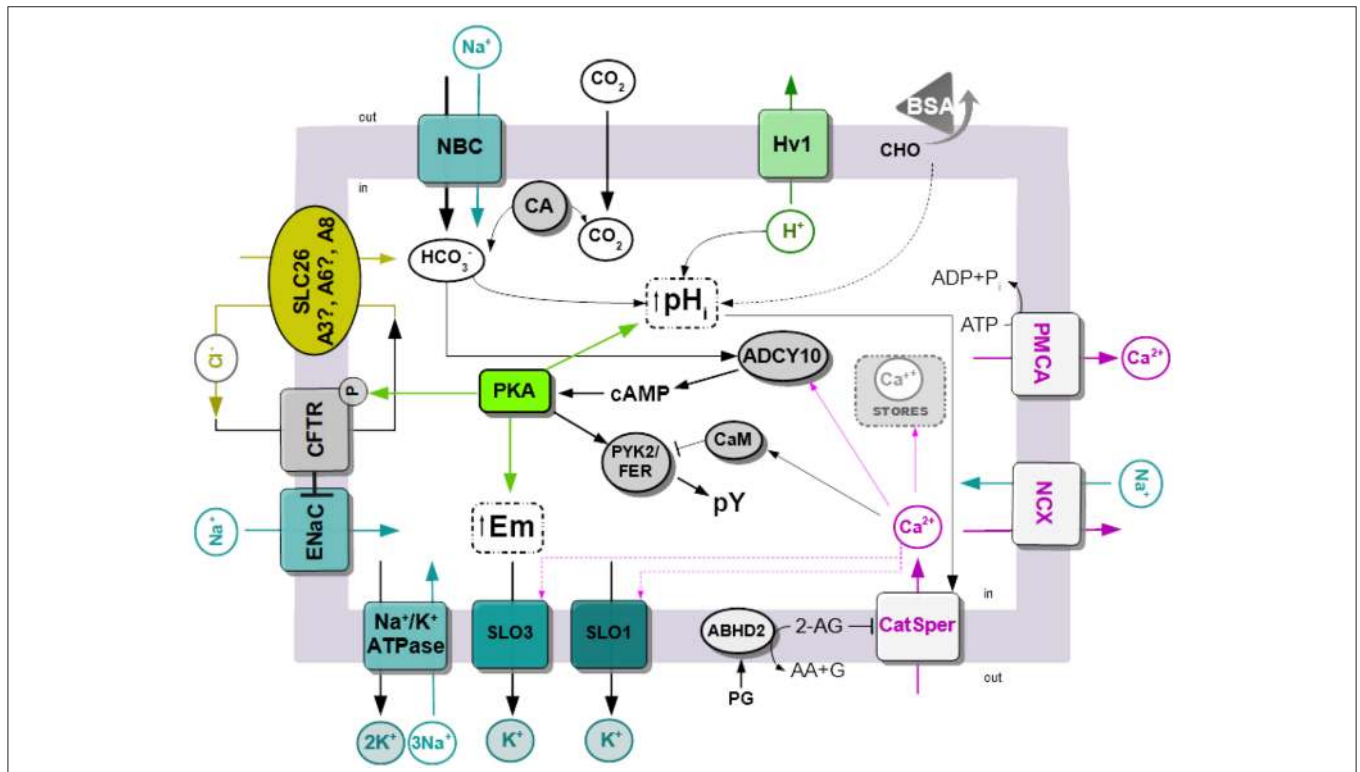 Na⁺
CO₂
BSA
out
NBC
Hv1
CHO
in
CA
H⁺
SLC26
A3?, A6?, A8
HCO₃⁻
CO₂
↑pHᵢ
ADP+Pᵢ
ATP
PMCA
Ca²⁺
Cl⁻
ADCY10
Ca⁺⁺
STORES
P
PKA
cAMP
CFTR
CaM
PYK2/
FER
pY
NCX
Na⁺
Na⁺
ENaC
↑Em
Ca²⁺
in
Na⁺/K⁺
ATPase
SLO3
SLO1
ABHD2
2-AG
CatSper
AA+G
out
PG
2K⁺
3Na⁺
K⁺
K⁺